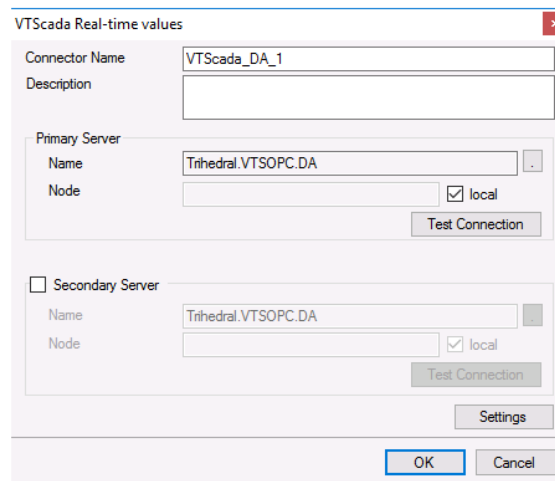 VTScada Real-time values
Connector Name VTScada_DA_1
Description
Primary Server
Name Trihedral.VTSOPC.DA .
Node local
Test Connection
Secondary Server
Name Trihedral.VTSOPC.DA .
Node local
Test Connection
Settings
OK Cancel